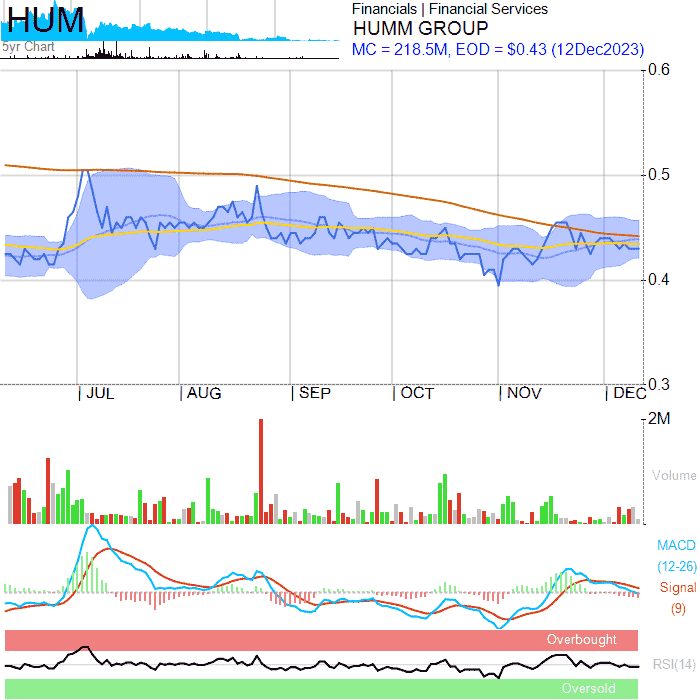 HUM
5yr Chart
Financials | Financial Services
HUMM GROUP
MC = 218.5M, EOD = $0.43 (12Dec2023)
0.6
0.5
0.4
0.3
| JUL | AUG | SEP | OCT | NOV | DEC
2M
Volume
MACD
(12-26)
Signal
(9)
Overbought
RSI(14)
Oversold